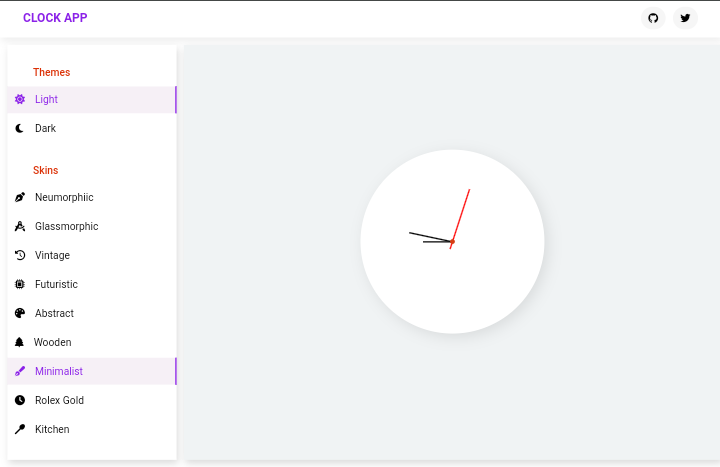 CLOCK APP
Themes
Light
Dark
Skins
Neumorphiic
Glassmorphic
Vintage
Futuristic
Abstract
Wooden
Minimalist
Rolex Gold
Kitchen